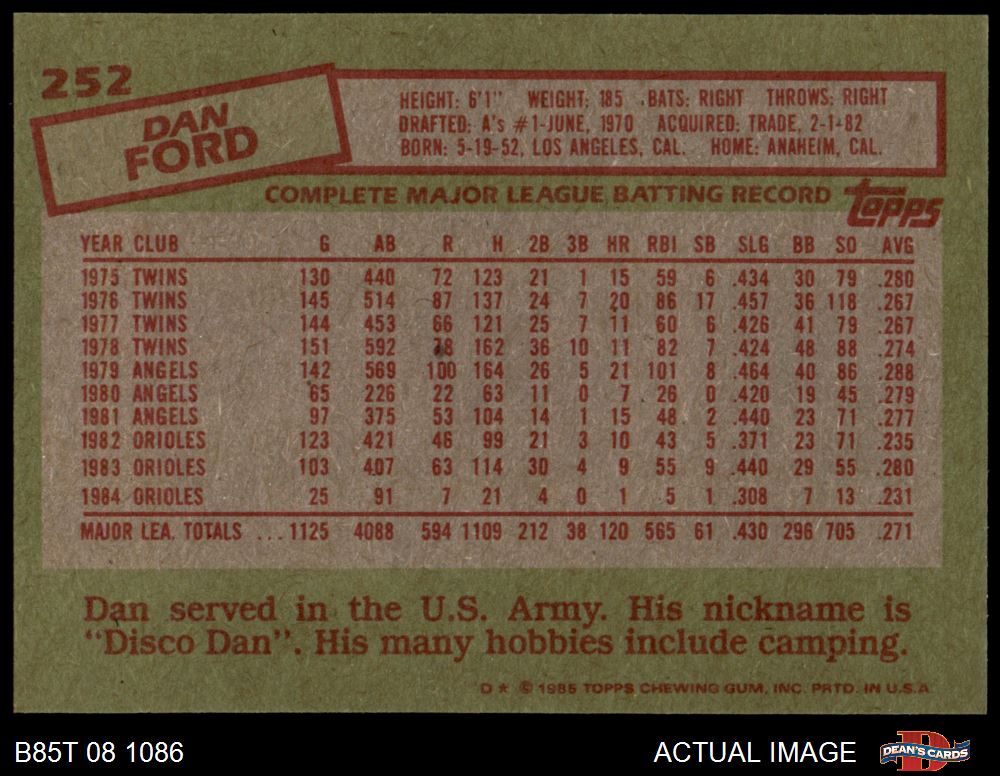 252
DAN
FORD
HEIGHT: 6'1" WEIGHT: 185 BATS: RIGHT THROWS: RIGHT
DRAFTED: A's #1-JUNE, 1970 ACQUIRED: TRADE, 2-1-82
BORN: 5-19-52, LOS ANGELES, CAL. HOME: ANAHEIM, CAL.
COMPLETE MAJOR LEAGUE BATTING RECORD
topps
YEAR CLUB G AB R H 2B 3B HR RBI SB SLG BB SO AVG
1975 TWINS 130 440 72 123 21 1 15 59 6 .434 30 79 .280
1976 TWINS 145 514 87 137 24 7 20 86 17 .457 36 118 .267
1977 TWINS 144 453 66 121 25 7 11 60 6 .426 41 79 .267
1978 TWINS 151 592 78 162 36 10 11 82 7 .424 48 88 .274
1979 ANGELS 142 569 100 164 26 5 21 101 8 .464 40 86 .288
1980 ANGELS 65 226 22 63 11 0 7 26 0 .420 19 45 .279
1981 ANGELS 97 375 53 104 14 1 15 48 2 .440 23 71 .277
1982 ORIOLES 123 421 46 99 21 3 10 43 5 .371 23 71 .235
1983 ORIOLES 103 407 63 114 30 4 9 55 9 .440 29 55 .280
1984 ORIOLES 25 91 7 21 4 0 1 5 1 .308 7 13 .231
MAJOR LEA. TOTALS ... 1125 4088 594 1109 212 38 120 565 61 .430 296 705 .271
Dan served in the U.S. Army. His nickname is
"Disco Dan". His many hobbies include camping.
D * © 1985 TOPPS CHEWING GUM, INC. PRTD. IN U.S.A.
B85T 08 1086
ACTUAL IMAGE
D
DEAN'S CARDS